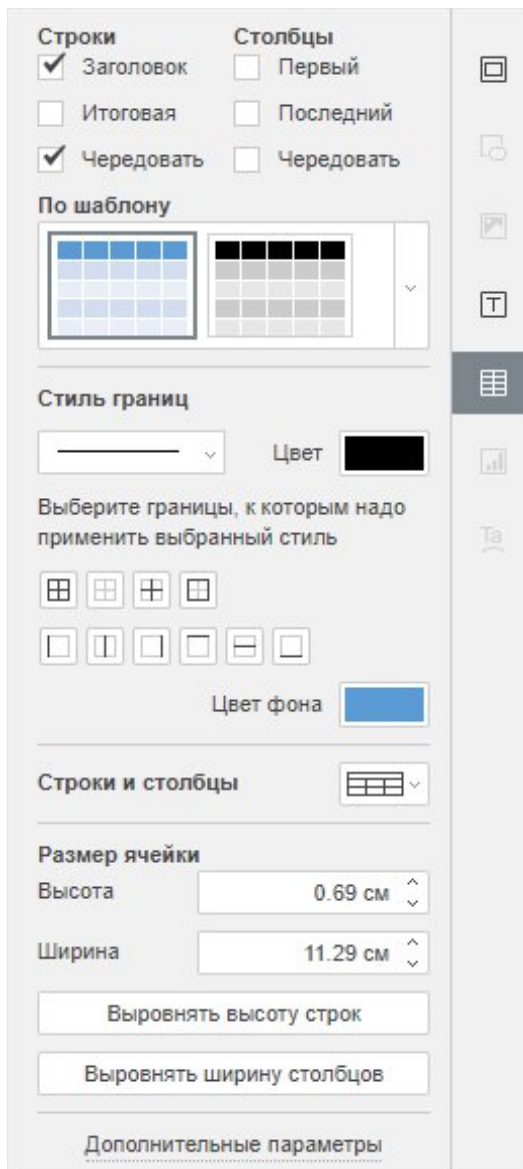 Строки Столбцы
Заголовок Первый
Итоговая Последний
Чередовать Чередовать
По шаблону
Стиль границ
Цвет
Выберите границы, к которым надо
применить выбранный стиль
Цвет фона
Строки и столбцы
Размер ячейки
Высота 0.69 см
Ширина 11.29 см
Выровнять высоту строк
Выровнять ширину столбцов
Дополнительные параметры
T
Ta